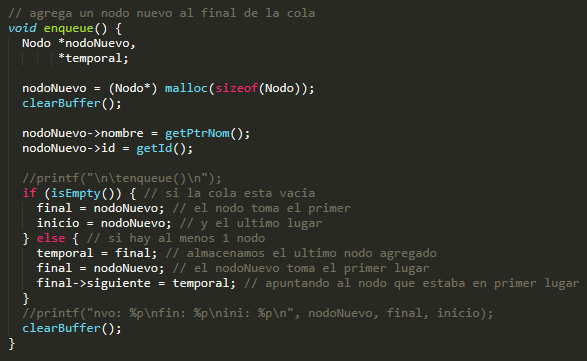 // agrega un nodo nuevo al final de la cola
void enqueue() {
Nodo *nodoNuevo,
*temporal;
nodoNuevo = (Nodo*) malloc(sizeof(Nodo));
clearBuffer();
nodoNuevo->nombre = getPtrNom();
nodoNuevo->id = getId();
//printf("\n\tenqueue()\n");
if (isEmpty()) { // si la cola esta vacia
final = nodoNuevo; // el nodo toma el primer
inicio = nodoNuevo; // y el ultimo lugar
} else { // si hay al menos 1 nodo
temporal = final; // almacenamos el ultimo nodo agregado
final = nodoNuevo; // el nodoNuevo toma el primer lugar
final->siguiente = temporal; // apuntando al nodo que estaba en primer lugar
}
//printf("nvo: %p\nfin: %p\nini: %p\n", nodoNuevo, final, inicio);
clearBuffer();
}